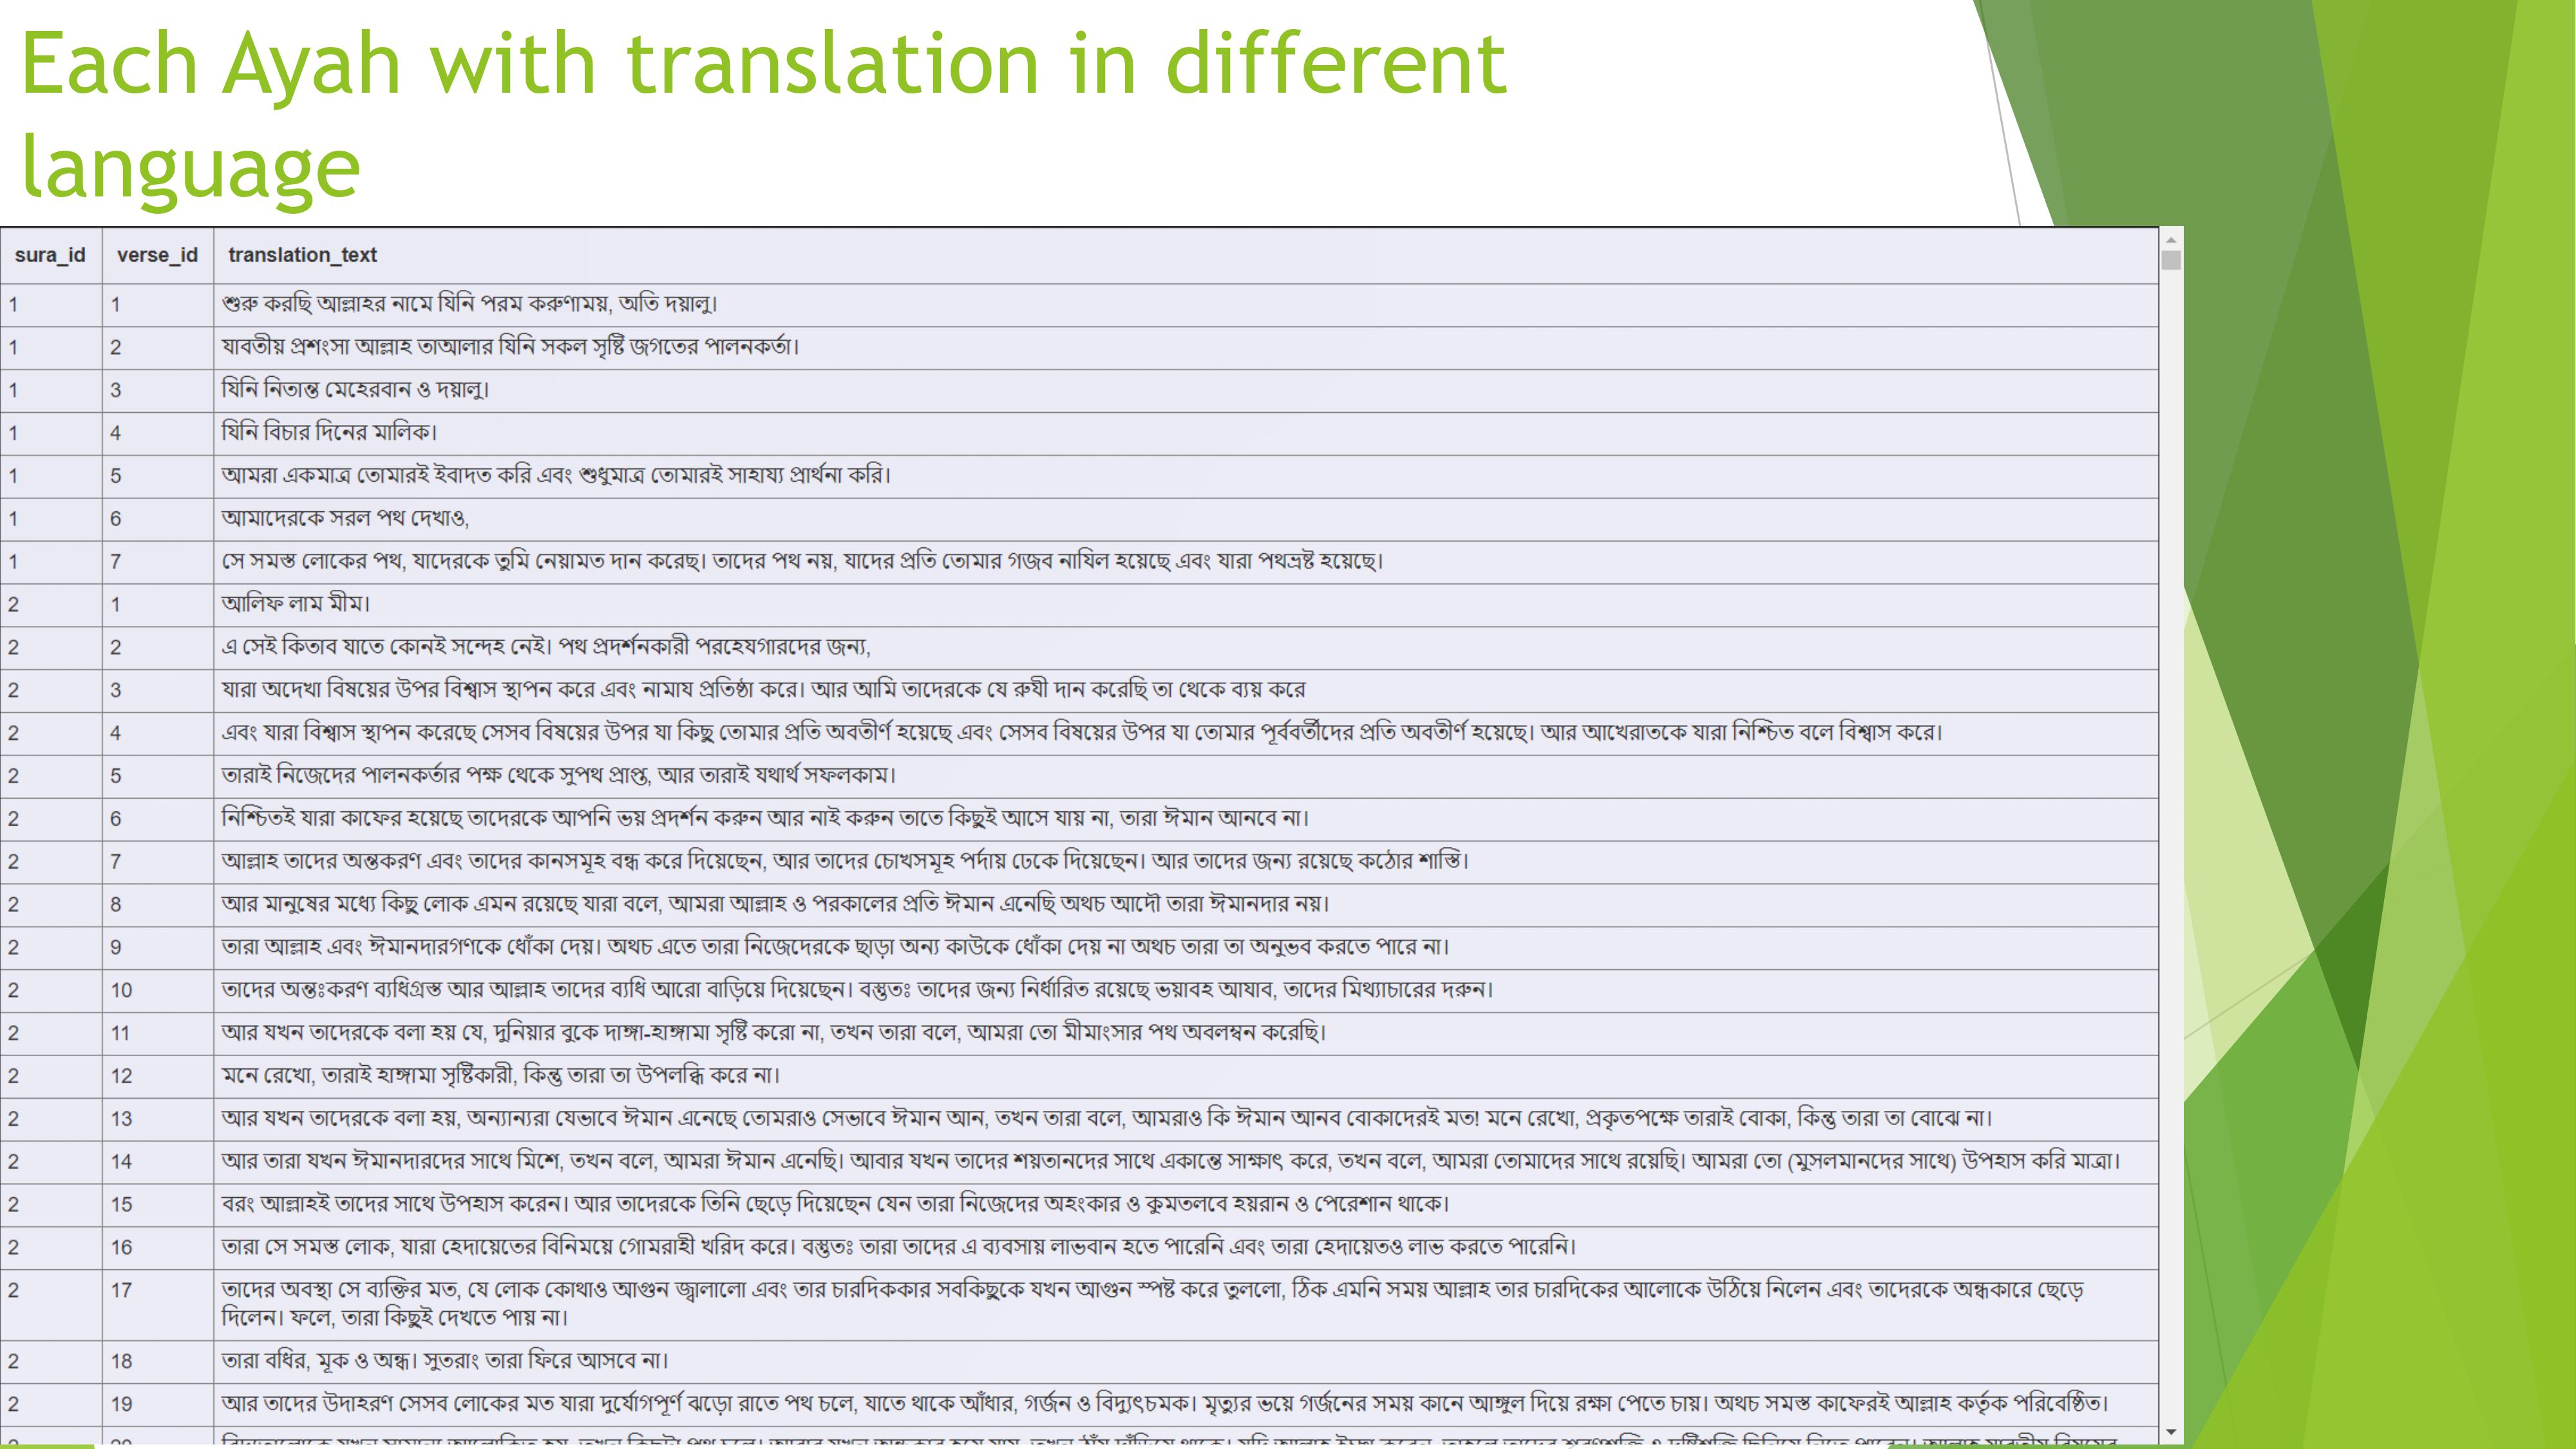 Each Ayah with translation in different
language
sura_id verse_id translation_text
1 1 শুরু করছি আল্লাহর নামে যিনি পরম করুণাময়, অতি দয়ালু।
1 2 যাবতীয় প্রশংসা আল্লাহ তাআলার যিনি সকল সৃষ্টি জগতের পালনকর্তা।
1 3 যিনি নিতান্ত মেহেরবান ও দয়ালু।
1 4 যিনি বিচার দিনের মালিক।
1 5 আমরা একমাত্র তোমারই ইবাদত করি এবং শুধুমাত্র তোমারই সাহায্য প্রার্থনা করি।
1 6 আমাদেরকে সরল পথ দেখাও,
1 7 সে সমস্ত লোকের পথ, যাদেরকে তুমি নেয়ামত দান করেছ। তাদের পথ নয়, যাদের প্রতি তোমার গজব নাযিল হয়েছে এবং যারা পথভ্রষ্ট হয়েছে।
2 1 আলিফ লাম মীম।
2 2 এ সেই কিতাব যাতে কোনই সন্দেহ নেই। পথ প্রদর্শনকারী পরহেযগারদের জন্য,
2 3 যারা অদেখা বিষয়ের উপর বিশ্বাস স্থাপন করে এবং নামায প্রতিষ্ঠা করে। আর আমি তাদেরকে যে রুযী দান করেছি তা থেকে ব্যয় করে
2 4 এবং যারা বিশ্বাস স্থাপন করেছে সেসব বিষয়ের উপর যা কিছু তোমার প্রতি অবতীর্ণ হয়েছে এবং সেসব বিষয়ের উপর যা তোমার পূর্ববর্তীদের প্রতি অবতীর্ণ হয়েছে। আর আখেরাতকে যারা নিশ্চিত বলে বিশ্বাস করে।
2 5 তারাই নিজেদের পালনকর্তার পক্ষ থেকে সুপথ প্রাপ্ত, আর তারাই যথার্থ সফলকাম।
2 6 নিশ্চিতই যারা কাফের হয়েছে তাদেরকে আপনি ভয় প্রদর্শন করুন আর নাই করুন তাতে কিছুই আসে যায় না, তারা ঈমান আনবে না।
2 7 আল্লাহ তাদের অন্তকরণ এবং তাদের কানসমূহ বন্ধ করে দিয়েছেন, আর তাদের চোখসমূহ পর্দায় ঢেকে দিয়েছেন। আর তাদের জন্য রয়েছে কঠোর শাস্তি।
2 8 আর মানুষের মধ্যে কিছু লোক এমন রয়েছে যারা বলে, আমরা আল্লাহ ও পরকালের প্রতি ঈমান এনেছি অথচ আদৌ তারা ঈমানদার নয়।
2 9 তারা আল্লাহ এবং ঈমানদারগণকে ধোঁকা দেয়। অথচ এতে তারা নিজেদেরকে ছাড়া অন্য কাউকে ধোঁকা দেয় না অথচ তারা তা অনুভব করতে পারে না।
2 10 তাদের অন্তঃকরণ ব্যধিগ্রস্ত আর আল্লাহ তাদের ব্যধি আরো বাড়িয়ে দিয়েছেন। বস্তুতঃ তাদের জন্য নির্ধারিত রয়েছে ভয়াবহ আযাব, তাদের মিথ্যাচারের দরুন।
2 11 আর যখন তাদেরকে বলা হয় যে, দুনিয়ার বুকে দাঙ্গা-হাঙ্গামা সৃষ্টি করো না, তখন তারা বলে, আমরা তো মীমাংসার পথ অবলম্বন করেছি।
2 12 মনে রেখো, তারাই হাঙ্গামা সৃষ্টিকারী, কিন্তু তারা তা উপলব্ধি করে না।
2 13 আর যখন তাদেরকে বলা হয়, অন্যান্যরা যেভাবে ঈমান এনেছে তোমরাও সেভাবে ঈমান আন, তখন তারা বলে, আমরাও কি ঈমান আনব বোকাদেরই মত! মনে রেখো, প্রকৃতপক্ষে তারাই বোকা, কিন্তু তারা তা বোঝে না।
2 14 আর তারা যখন ঈমানদারদের সাথে মিশে, তখন বলে, আমরা ঈমান এনেছি। আবার যখন তাদের শয়তানদের সাথে একান্তে সাক্ষাৎ করে, তখন বলে, আমরা তোমাদের সাথে রয়েছি। আমরা তো (মুসলমানদের সাথে) উপহাস করি মাত্রা।
2 15 বরং আল্লাহই তাদের সাথে উপহাস করেন। আর তাদেরকে তিনি ছেড়ে দিয়েছেন যেন তারা নিজেদের অহংকার ও কুমতলবে হয়রান ও পেরেশান থাকে।
2 16 তারা সে সমস্ত লোক, যারা হেদায়েতের বিনিময়ে গোমরাহী খরিদ করে। বস্তুতঃ তারা তাদের এ ব্যবসায় লাভবান হতে পারেনি এবং তারা হেদায়েতও লাভ করতে পারেনি।
2 17 তাদের অবস্থা সে ব্যক্তির মত, যে লোক কোথাও আগুন জ্বালালো এবং তার চারদিককার সবকিছুকে যখন আগুন স্পষ্ট করে তুললো, ঠিক এমনি সময় আল্লাহ তার চারদিকের আলোকে উঠিয়ে নিলেন এবং তাদেরকে অন্ধকারে ছেড়ে
দিলেন। ফলে, তারা কিছুই দেখতে পায় না।
2 18 তারা বধির, মূক ও অন্ধ। সুতরাং তারা ফিরে আসবে না।
2 19 আর তাদের উদাহরণ সেসব লোকের মত যারা দুর্যোগপূর্ণ ঝড়ো রাতে পথ চলে, যাতে থাকে আঁধার, গর্জন ও বিদ্যুৎচমক। মৃত্যুর ভয়ে গর্জনের সময় কানে আঙ্গুল দিয়ে রক্ষা পেতে চায়। অথচ সমস্ত কাফেরই আল্লাহ কর্তৃক পরিবেষ্ঠিত।